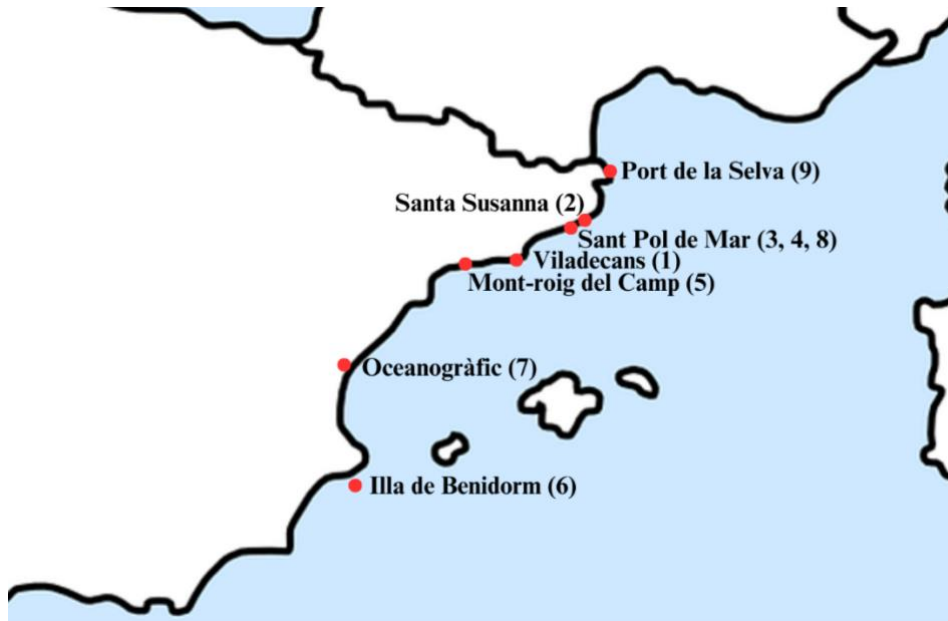 Port de la Selva (9)
Santa Susanna (2)
Sant Pol de Mar (3, 4, 8)
Viladecans (1)
Mont-roig del Camp (5)
Oceanogràfic (7)
Illa de Benidorm (6)